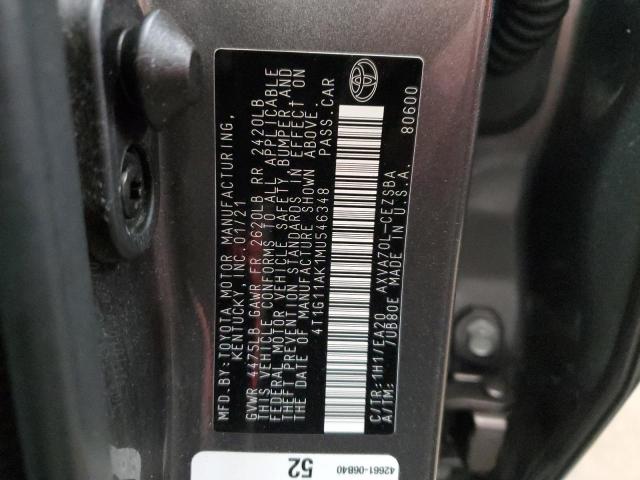 MFD. BY: TOYOTA MOTOR MANUFACTURING,
KENTUCKY, INC. 01/21
GVWR 4475LB GAWR FR 2620LB RR 2420LB
THIS VEHICLE CONFORMS TO ALL APPLICABLE
FEDERAL MOTOR VEHICLE SAFETY, BUMPER, AND
THEFT PREVENTION STANDARDS IN EFFECT ON
THE DATE OF MANUFACTURE SHOWN ABOVE.
4T1G11AK1MU546348 PASS. CAR
C/TR: 1H1/EA20 AXVA70L-CEZSBA
A/TM: /UB80E MADE IN U.S.A. 80600
52
42661-06B40